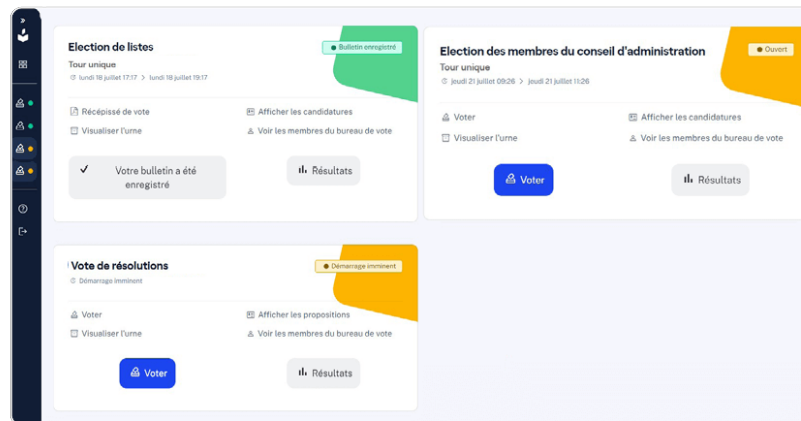 Election de listes
Bulletin enregistré
Tour unique
lundi 18 juillet 17:17 > lundi 18 juillet 19:17
Récépissé de vote
Afficher les candidatures
Visualiser l'urne
Voir les membres du bureau de vote
Votre bulletin a été
enregistré
Résultats
Election des membres du conseil d'administration
Ouvert
Tour unique
jeudi 21 juillet 09:26 > jeudi 21 juillet 11:26
Voter
Afficher les candidatures
Visualiser l'urne
Voir les membres du bureau de vote
Voter
Résultats
Vote de résolutions
Démarrage imminent
Démarrage imminent
Voter
Afficher les propositions
Visualiser l'urne
Voir les membres du bureau de vote
Voter
Résultats